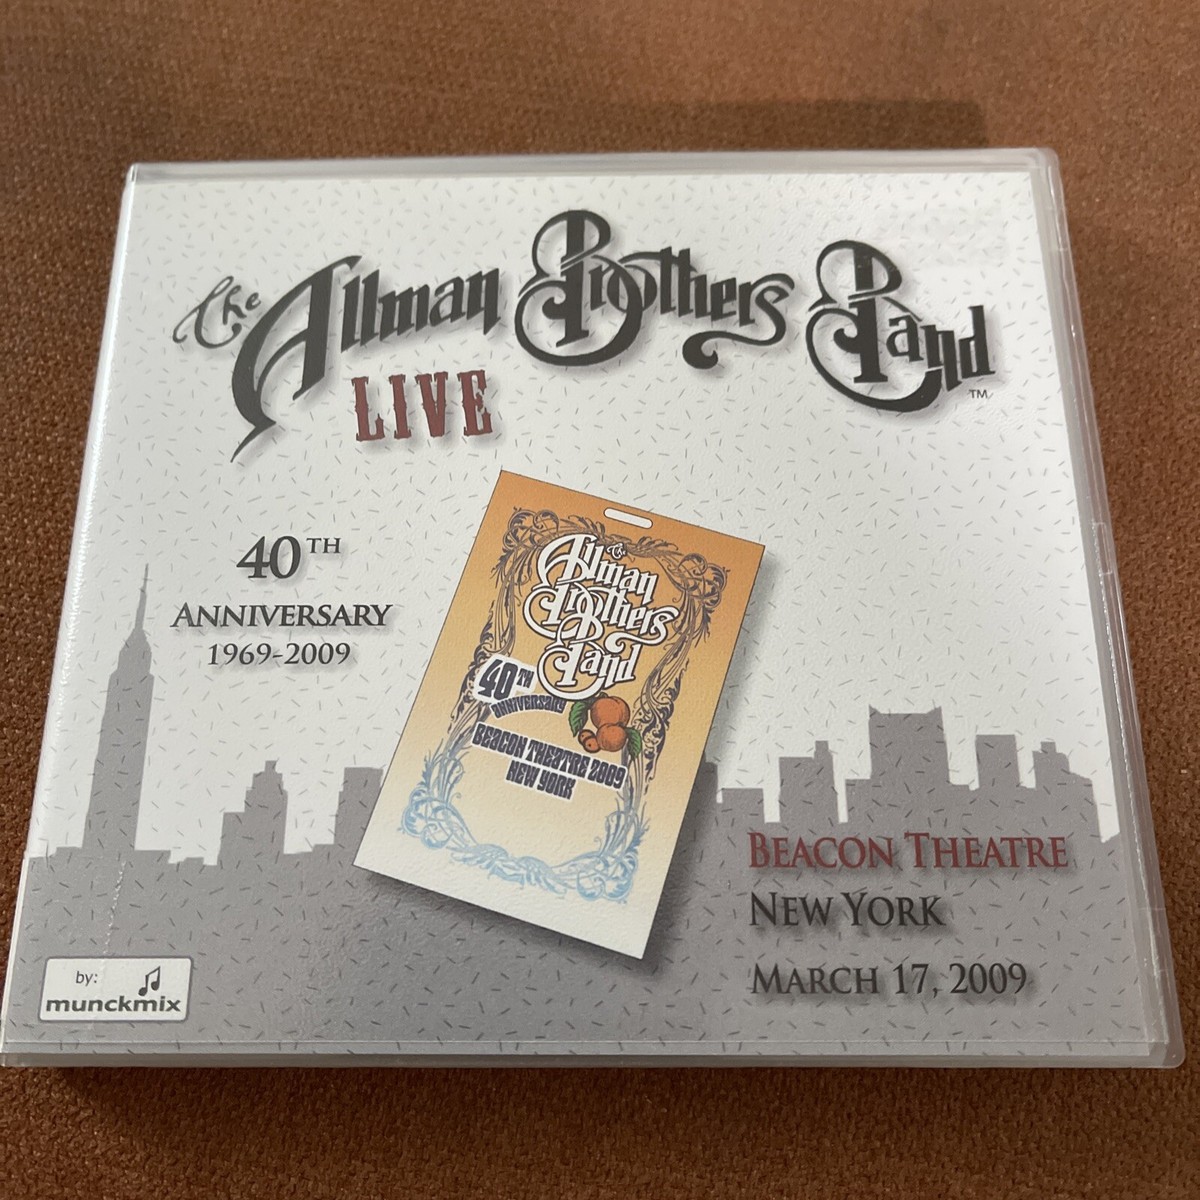 The Allman Brothers Band
TM
LIVE
40TH
ANNIVERSARY
1969-2009
The
Allman
Brothers
Band
40TH
ANNIVERSARY
BEACON THEATRE 2009
NEW YORK
BEACON THEATRE
NEW YORK
MARCH 17, 2009
by:
munckmix